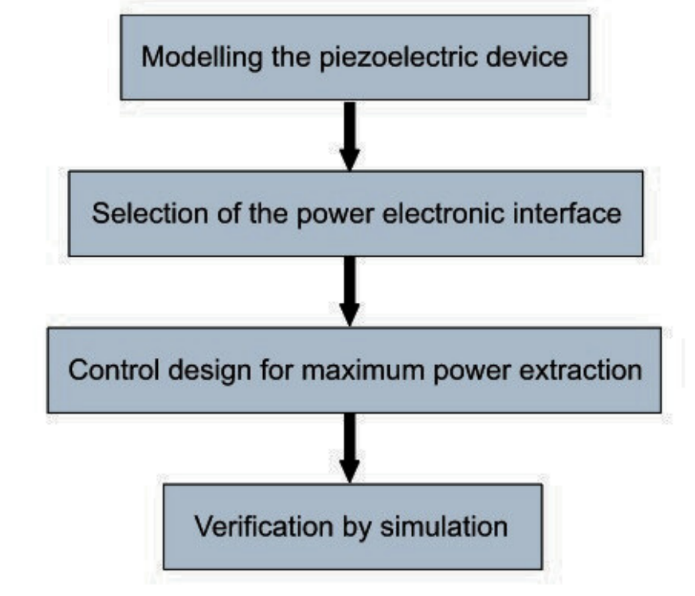 Modelling the piezoelectric device
Selection of the power electronic interface
Control design for maximum power extraction
Verification by simulation